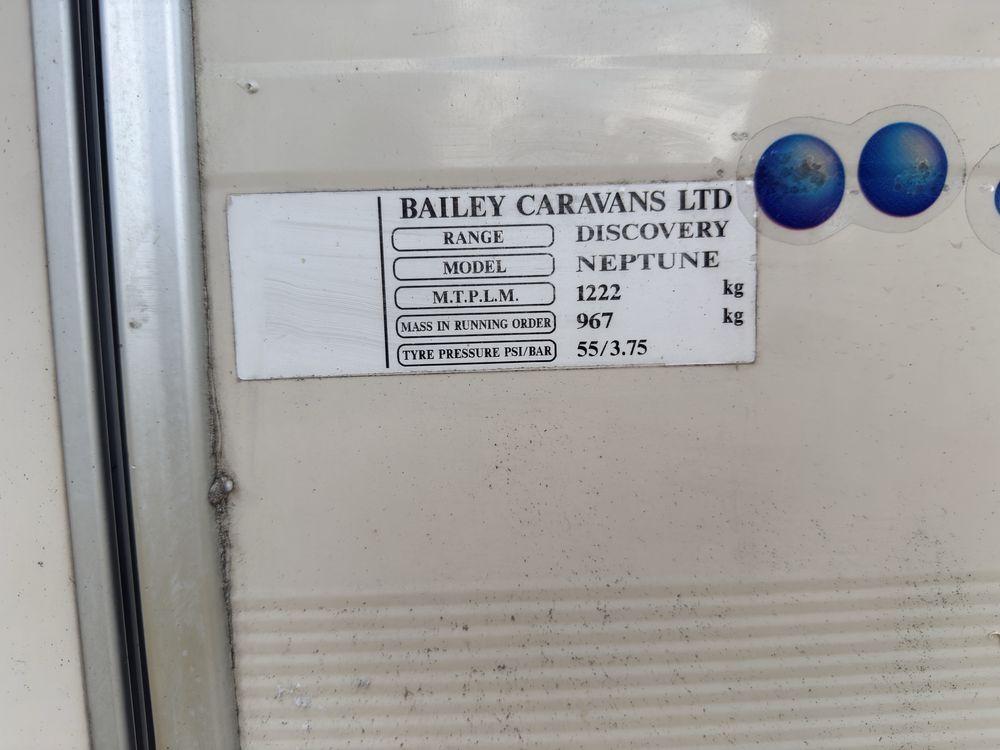 BAILEY CARAVANS LTD
RANGE DISCOVERY
MODEL NEPTUNE
M.T.P.L.M. 1222 kg
MASS IN RUNNING ORDER 967 kg
TYRE PRESSURE PSI/BAR 55/3.75